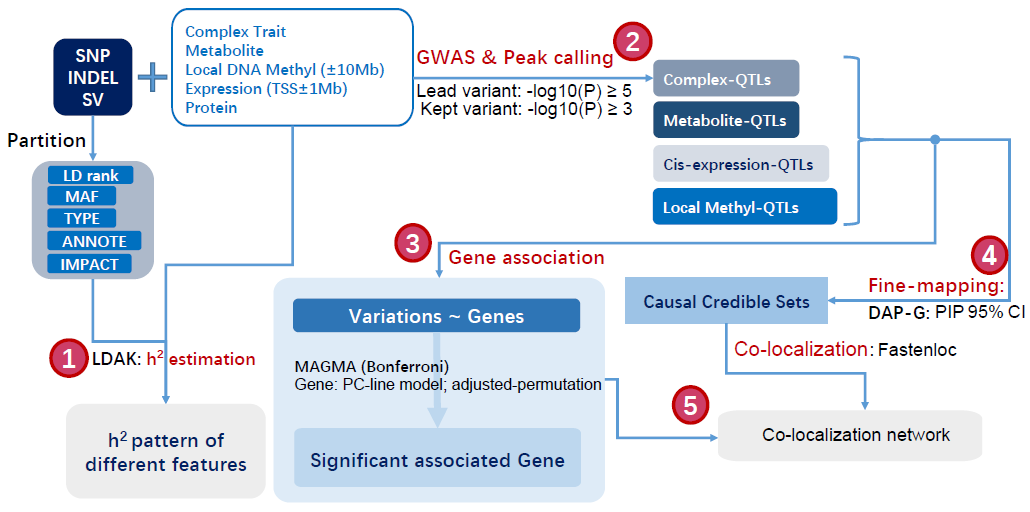 SNP
INDEL
SV
Complex Trait
Metabolite
Local DNA Methyl (±10Mb)
Expression (TSS±1Mb)
Protein
GWAS & Peak calling
2
Lead variant: -log10(P) ≥ 5
Kept variant: -log10(P) ≥ 3
Complex-QTLs
Metabolite-QTLs
Cis-expression-QTLs
Local Methyl-QTLs
Partition
LD rank
MAF
TYPE
ANNOTE
IMPACT
1
LDAK: h² estimation
h² pattern of
different features
3
Gene association
Variations ~ Genes
MAGMA (Bonferroni)
Gene: PC-line model; adjusted-permutation
Significant associated Gene
4
Fine-mapping:
DAP-G: PIP 95% CI
Causal Credible Sets
Co-localization: Fastenloc
5
Co-localization network